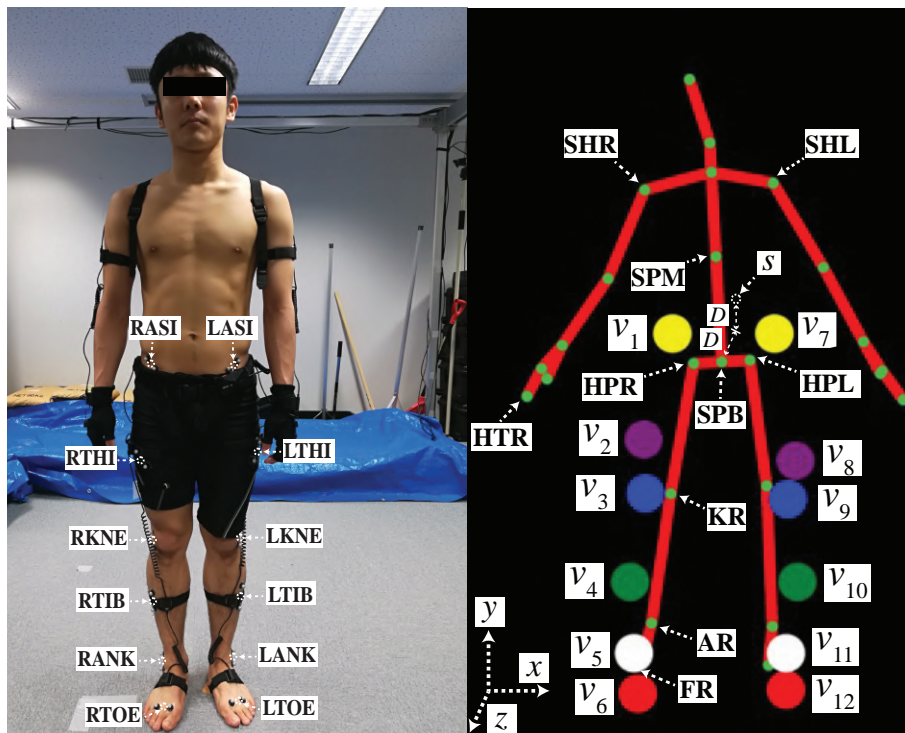 RASI LASI
RTHI LTHI
RKNE LKNE
RTIB LTIB
RANK LANK
RTOE LTOE
SHR SHL
SPM s
D
D
v1 v7
HPR SPB HPL
HTR
v2 v8
v3 KR v9
v4 v10
v5 AR v11
v6 FR v12
y
x
z